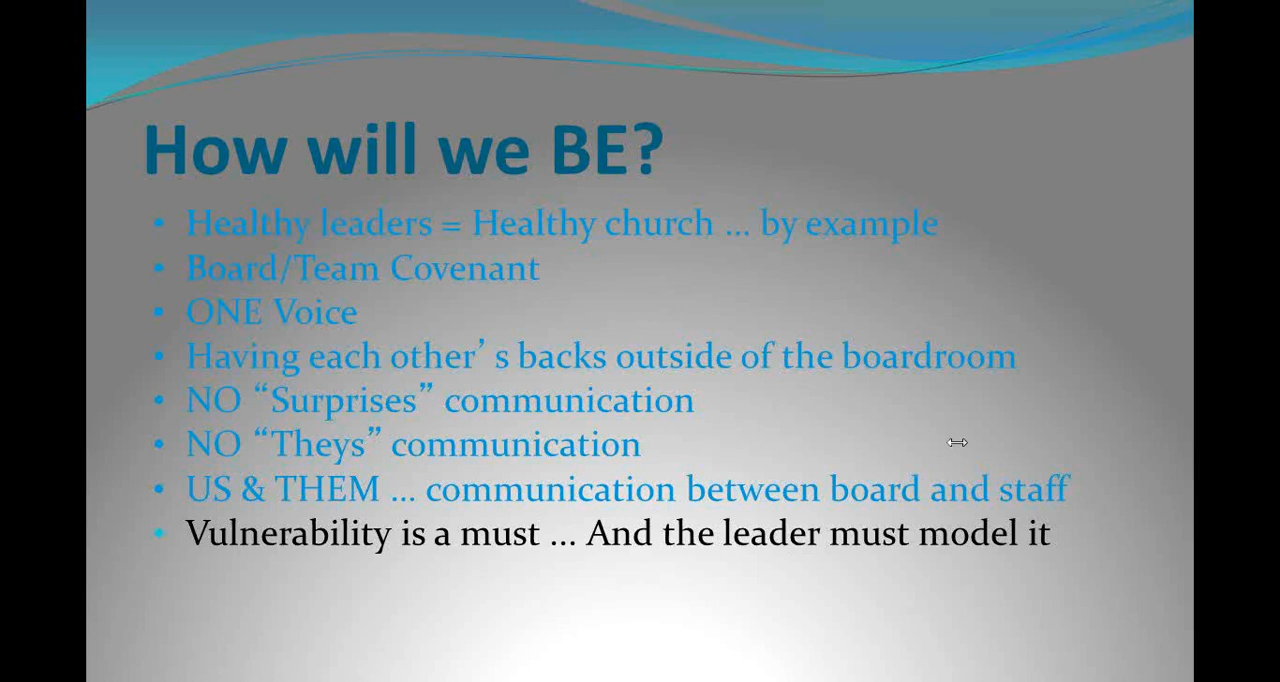 How will we BE?
• Healthy leaders = Healthy church … by example
• Board/Team Covenant
• ONE Voice
• Having each other’ s backs outside of the boardroom
• NO “Surprises” communication
• NO “Theys” communication
• US & THEM … communication between board and staff
• Vulnerability is a must … And the leader must model it